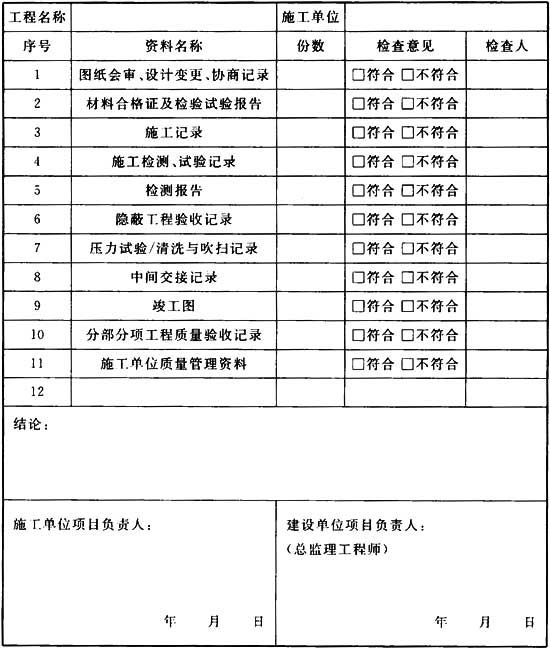 工程名称 施工单位
序号 资料名称 份数 检查意见 检查人
1 图纸会审、设计变更、协商记录 □符合 □不符合
2 材料合格证及检验试验报告 □符合 □不符合
3 施工记录 □符合 □不符合
4 施工检测、试验记录 □符合 □不符合
5 检测报告 □符合 □不符合
6 隐蔽工程验收记录 □符合 □不符合
7 压力试验/清洗与吹扫记录 □符合 □不符合
8 中间交接记录 □符合 □不符合
9 竣工图 □符合 □不符合
10 分部分项工程质量验收记录 □符合 □不符合
11 施工单位质量管理资料 □符合 □不符合
12
结论：
施工单位项目负责人：
年 月 日
建设单位项目负责人：
（总监理工程师）
年 月 日